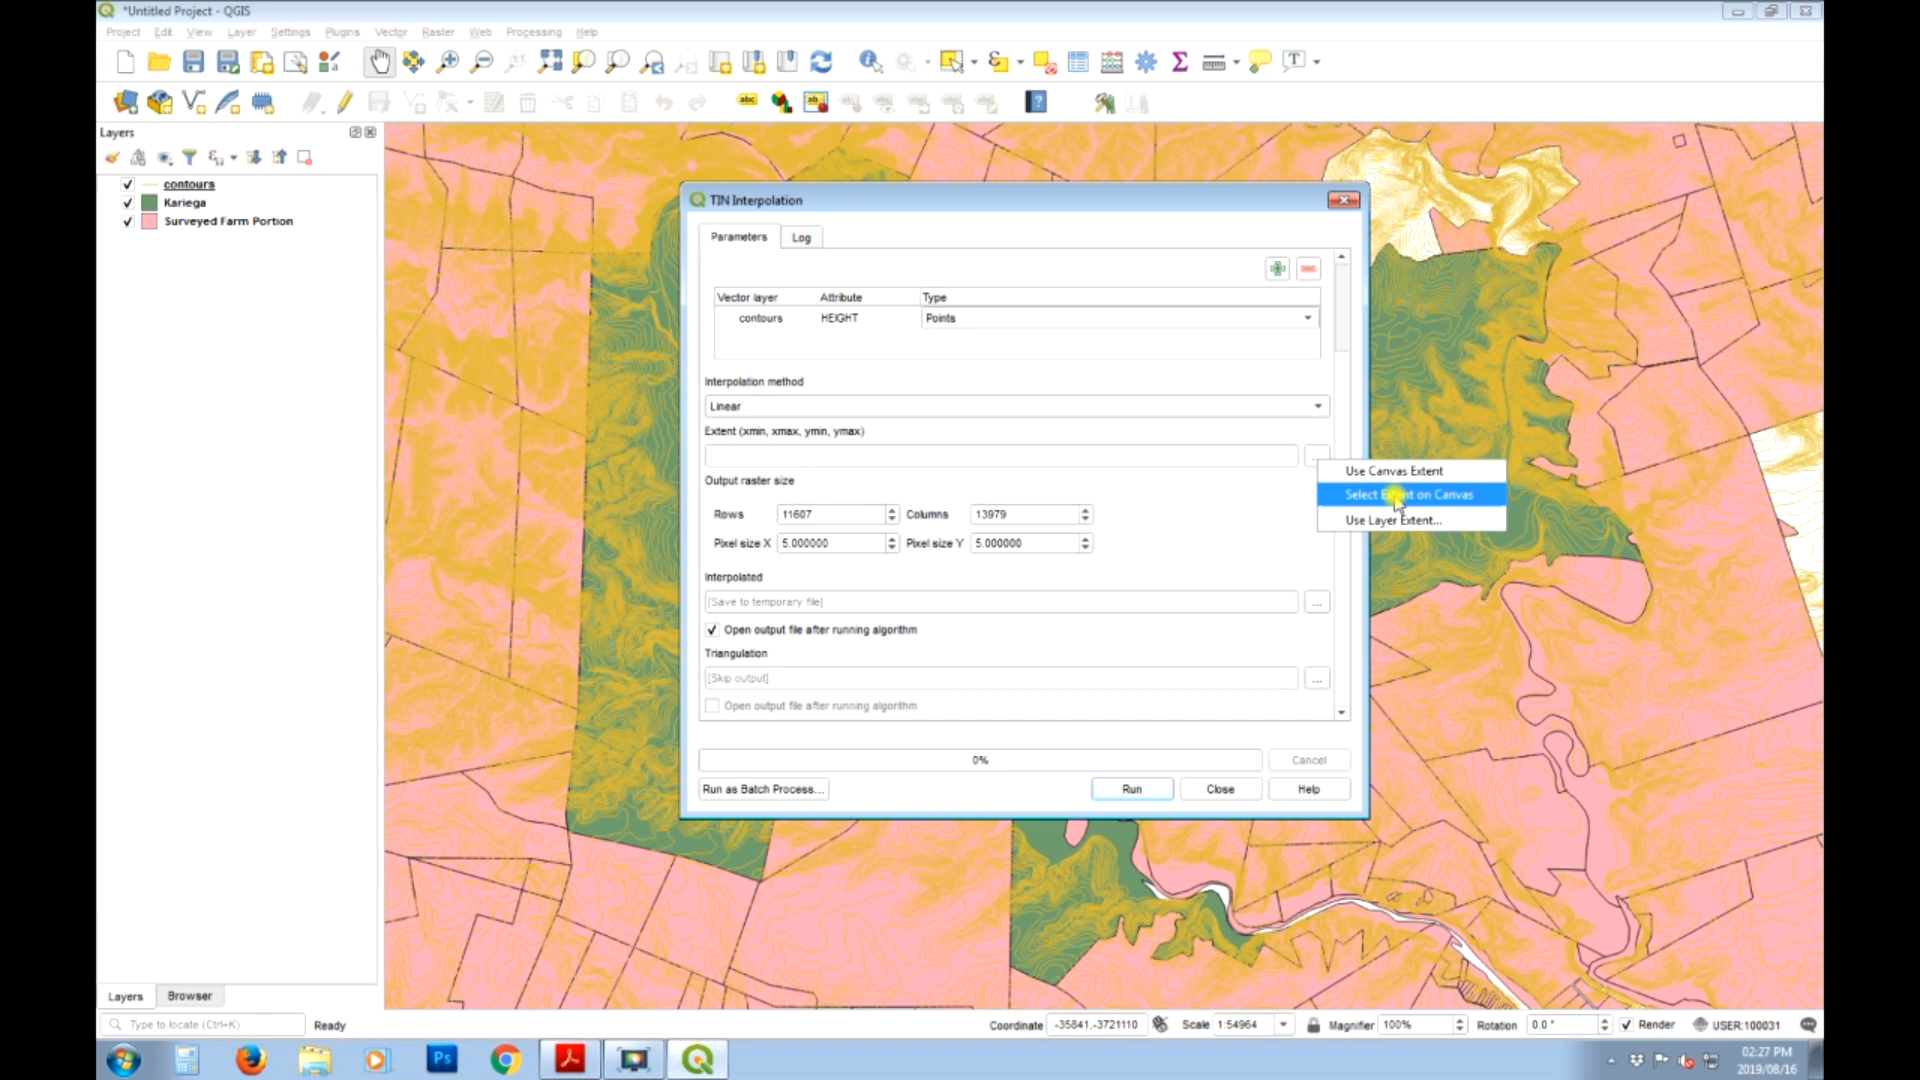 *Untitled Project - QGIS
Project Edit View Layer Settings Plugins Vector Raster Web Processing Help
abc
Layers
contours
Kariega
Surveyed Farm Portion
TIN Interpolation
Parameters Log
Vector layer Attribute Type
contours HEIGHT Points
Interpolation method
Linear
Extent (xmin, xmax, ymin, ymax)
...
Use Canvas Extent
Select Extent on Canvas
Use Layer Extent...
Output raster size
Rows 11607 Columns 13979
Pixel size X 5.000000 Pixel size Y 5.000000
Interpolated
[Save to temporary file] ...
Open output file after running algorithm
Triangulation
[Skip output] ...
Open output file after running algorithm
0% Cancel
Run as Batch Process... Run Close Help
Layers Browser
Type to locate (Ctrl+K) Ready Coordinate -35841,-3721110 Scale 1:54964 Magnifier 100% Rotation 0.0 ° Render USER:100031
Ps
02:27 PM
2019/08/16